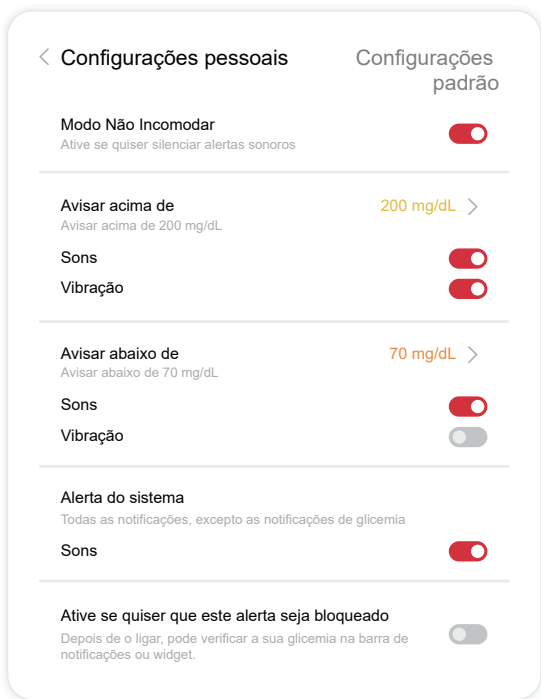 Configurações pessoais
Configurações
padrão
Modo Não Incomodar
Ative se quiser silenciar alertas sonoros
Avisar acima de
200 mg/dL
Avisar acima de 200 mg/dL
Sons
Vibração
Avisar abaixo de
70 mg/dL
Avisar abaixo de 70 mg/dL
Sons
Vibração
Alerta do sistema
Todas as notificações, excepto as notificações de glicemia
Sons
Ative se quiser que este alerta seja bloqueado
Depois de o ligar, pode verificar a sua glicemia na barra de
notificações ou widget.